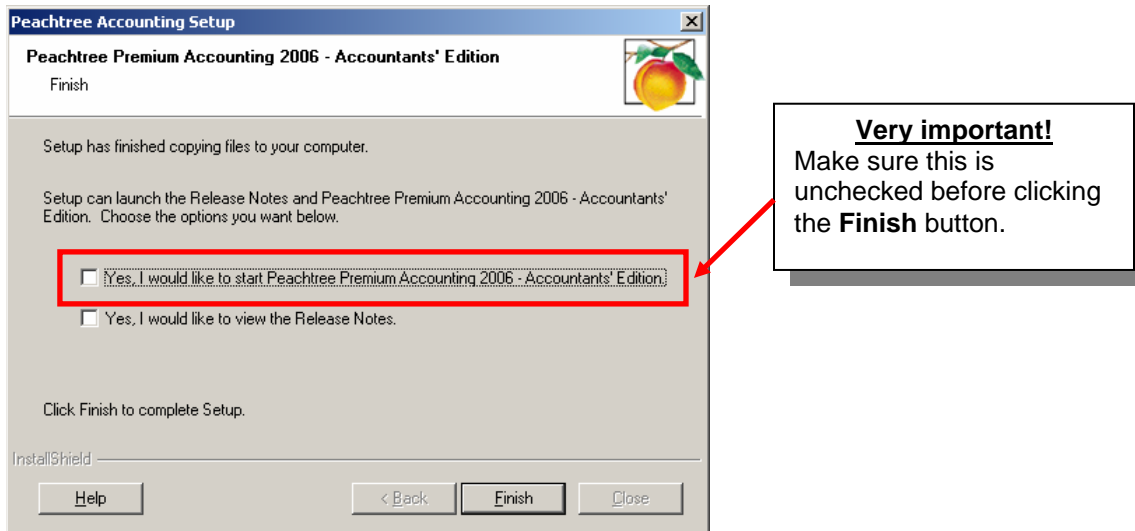 Peachtree Accounting Setup
Peachtree Premium Accounting 2006 - Accountants' Edition
Finish
Setup has finished copying files to your computer.
Setup can launch the Release Notes and Peachtree Premium Accounting 2006 - Accountants'
Edition. Choose the options you want below.
Yes, I would like to start Peachtree Premium Accounting 2006 - Accountants' Edition.
Yes, I would like to view the Release Notes.
Click Finish to complete Setup.
InstallShield
Help
< Back
Finish
Close
Very important!
Make sure this is
unchecked before clicking
the Finish button.